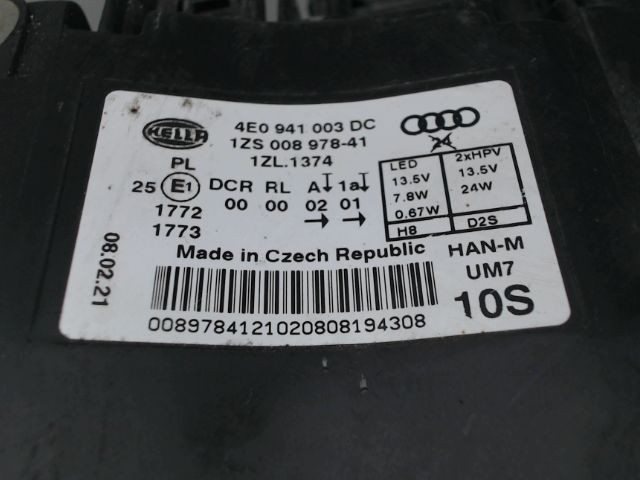 HELLA
4E0 941 003 DC
1ZS 008 978-41
1ZL.1374
24
PL
25 E1 DCR RL A 1a
00 00 02 01
1772
1773
LED 2xHPV
13.5V 13.5V
7.8W 24W
0.67W
H8 D2S
Made in Czech Republic
HAN-M
UM7
10S
08.02.21
0089784121020808194308